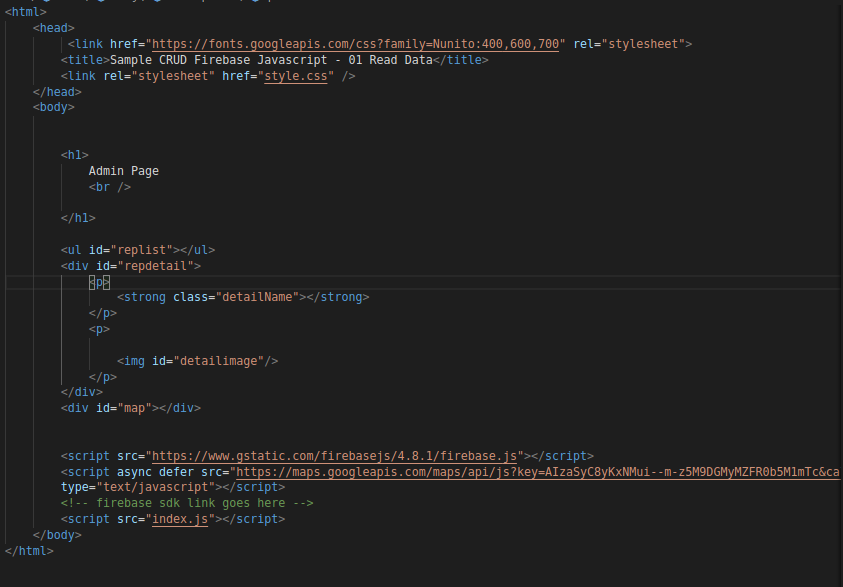 <html>
<head>
<link href="https://fonts.googleapis.com/css?family=Nunito:400,600,700" rel="stylesheet">
<title>Sample CRUD Firebase Javascript - 01 Read Data</title>
<link rel="stylesheet" href="style.css" />
</head>
<body>
<h1>
Admin Page
<br />
</h1>
<ul id="replist"></ul>
<div id="repdetail">
<p>
<strong class="detailName"></strong>
</p>
<p>
<img id="detailimage"/>
</p>
</div>
<div id="map"></div>
<script src="https://www.gstatic.com/firebasejs/4.8.1/firebase.js"></script>
<script async defer src="https://maps.googleapis.com/maps/api/js?key=AIzaSyC8yKxNMui--m-z5M9DGMyMZFR0b5M1mTc&ca
type="text/javascript"></script>
<!-- firebase sdk link goes here -->
<script src="index.js"></script>
</body>
</html>